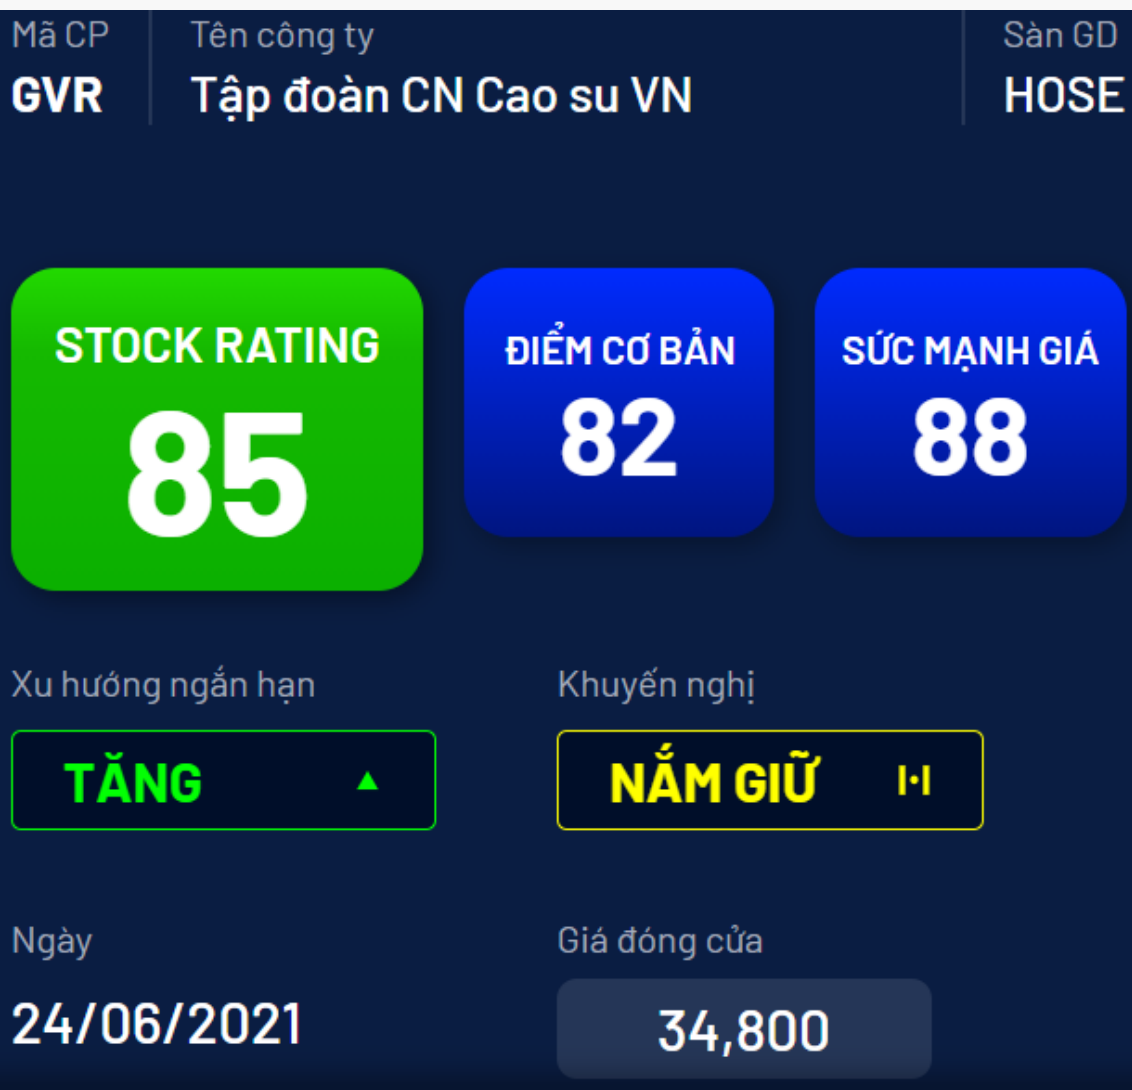 Mã CP Tên công ty Sàn GD
GVR Tập đoàn CN Cao su VN HOSE
STOCK RATING ĐIỂM CƠ BẢN SỨC MẠNH GIÁ
85 82 88
Xu hướng ngắn hạn Khuyến nghị
TĂNG NẮM GIỮ
Ngày Giá đóng cửa
24/06/2021 34,800